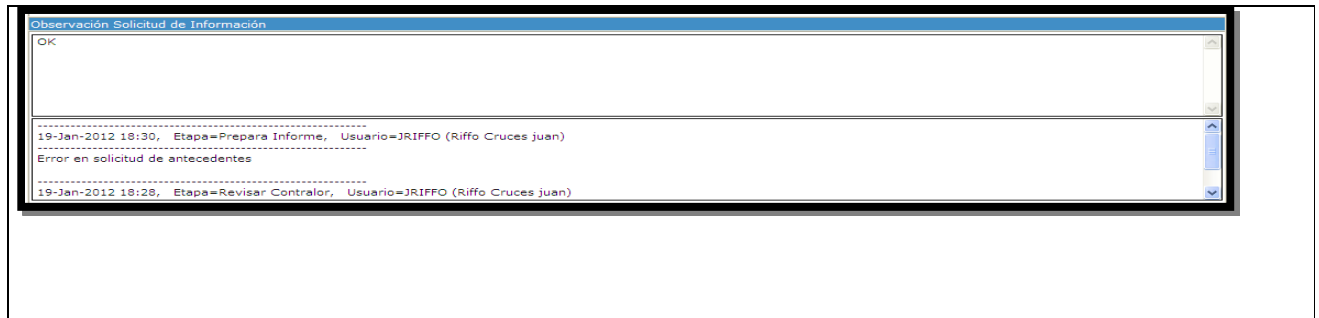 Observación Solicitud de Información
OK
------------------------------------------------------------
19-Jan-2012 18:30,   Etapa=Prepara Informe,   Usuario=JRIFFO (Riffo Cruces juan)
------------------------------------------------------------
Error en solicitud de antecedentes
------------------------------------------------------------
19-Jan-2012 18:28,   Etapa=Revisar Contralor,   Usuario=JRIFFO (Riffo Cruces juan)